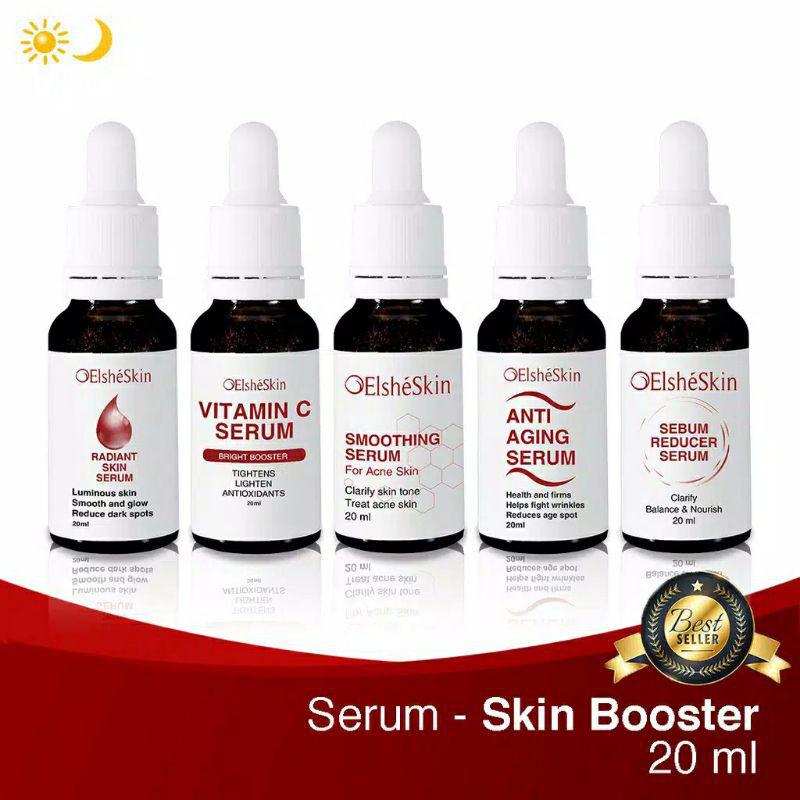 ElshéSkin
RADIANT
SKIN
SERUM
Luminous skin
Smooth and glow
Reduce dark spots
20ml
ElshéSkin
VITAMIN C
SERUM
BRIGHT BOOSTER
TIGHTENS
LIGHTEN
ANTIOXIDANTS
20ml
ElshéSkin
SMOOTHING
SERUM
For Acne Skin
Clarify skin tone
Treat acne skin
20 ml
ElshéSkin
ANTI
AGING
SERUM
Health and firms
Helps fight wrinkles
Reduces age spot
20ml
ElshéSkin
SEBUM
REDUCER
SERUM
Clarify
Balance & Nourish
20 ml
Best
SELLER
Serum - Skin Booster
20 ml